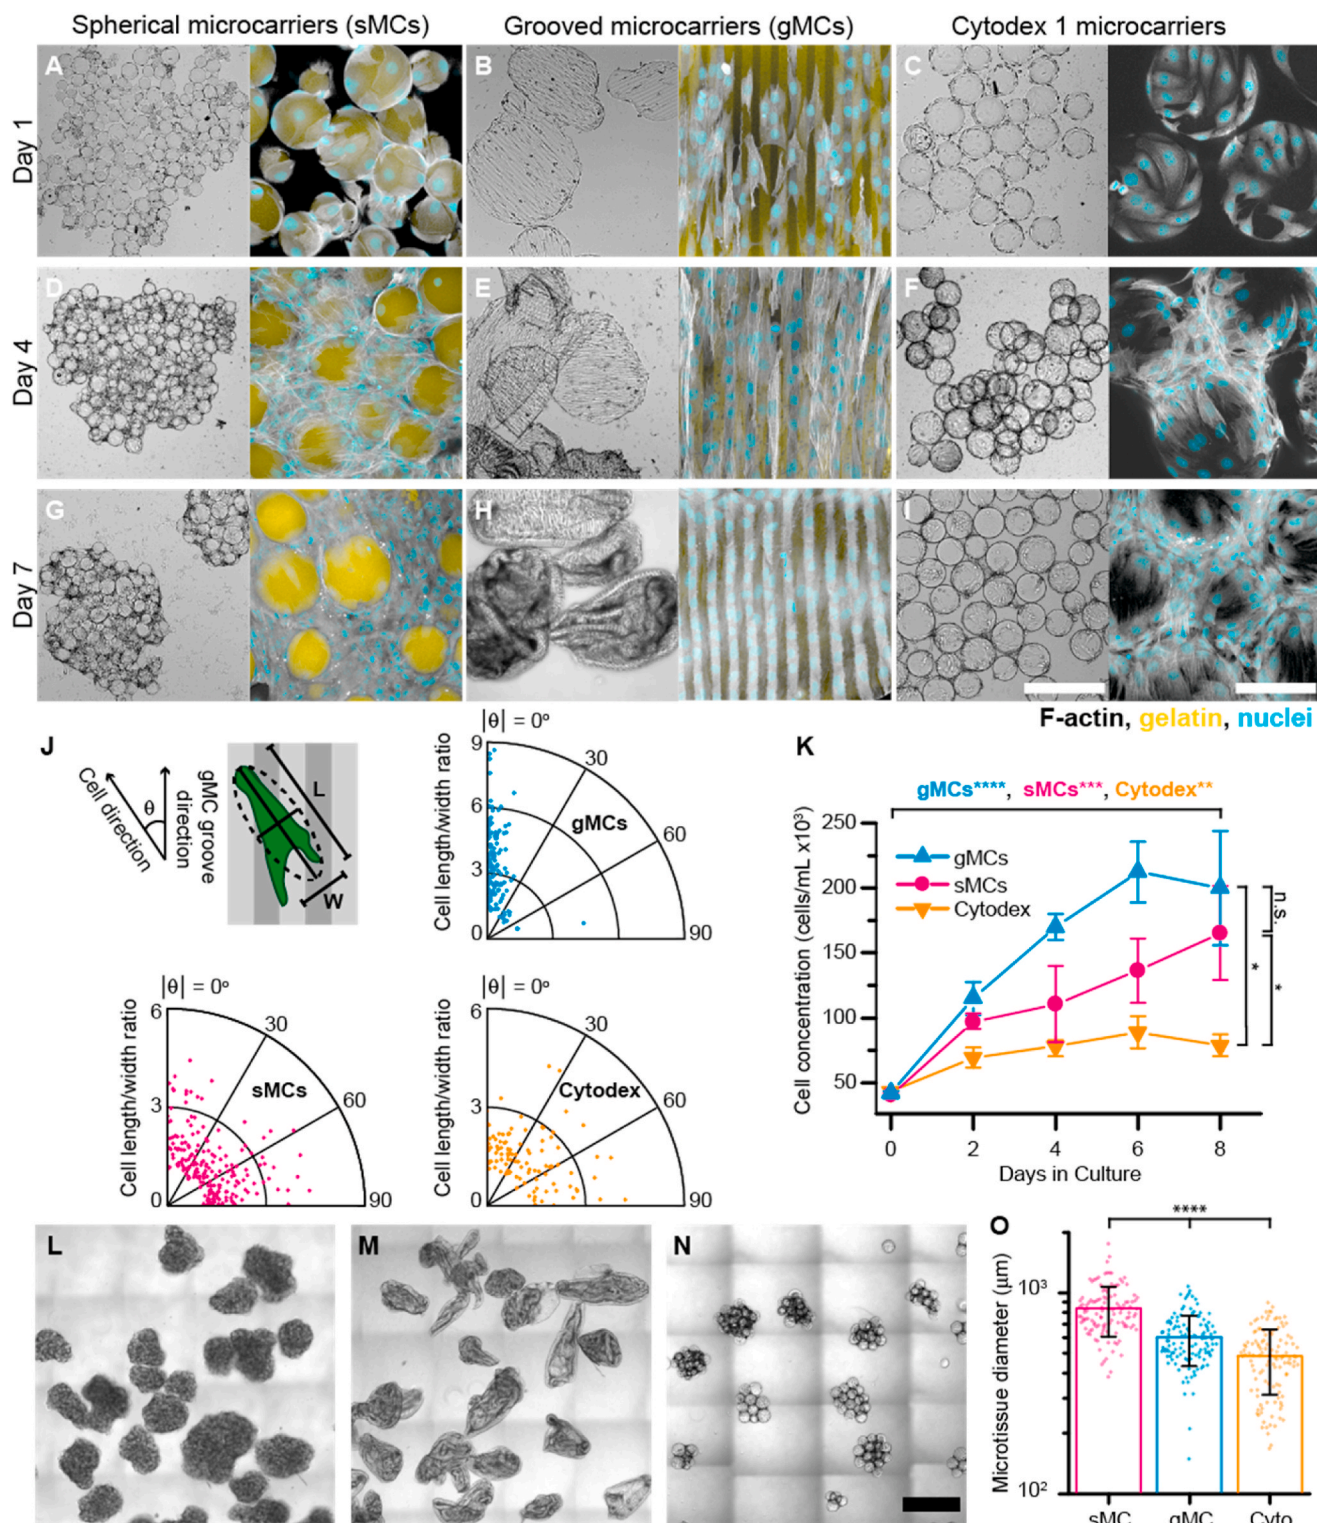 Spherical microcarriers (sMCs)
Grooved microcarriers (gMCs)
Cytodex 1 microcarriers
Day 1
A
B
C
Day 4
D
E
F
Day 7
G
H
I
F-actin, gelatin, nuclei
J
Cell direction
θ
gMC groove
direction
L
W
|θ| = 0º
Cell length/width ratio
9
6
3
0
30
60
90
gMCs
|θ| = 0º
Cell length/width ratio
6
3
0
30
60
90
sMCs
|θ| = 0º
Cell length/width ratio
6
3
0
30
60
90
Cytodex
K
gMCs****, sMCs***, Cytodex**
Cell concentration (cells/mL x10³)
250
200
150
100
50
gMCs
sMCs
Cytodex
n.s.
*
*
0 2 4 6 8
Days in Culture
L
M
N
O
****
Microtissue diameter (µm)
10³
10²
sMC gMC Cyto